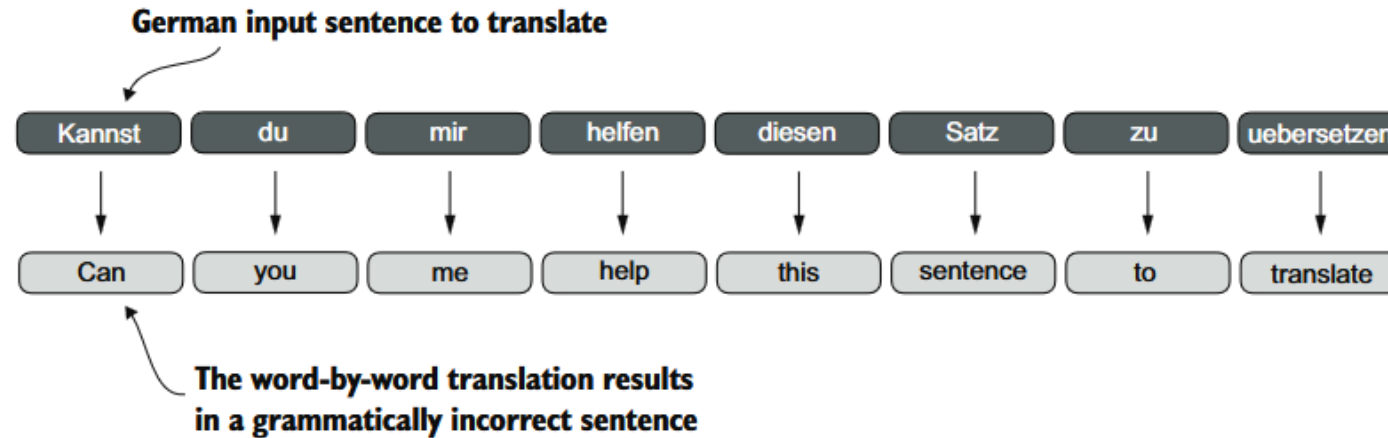 German input sentence to translate
Kannst du mir helfen diesen Satz zu uebersetzen
Can you me help this sentence to translate
The word-by-word translation results
in a grammatically incorrect sentence